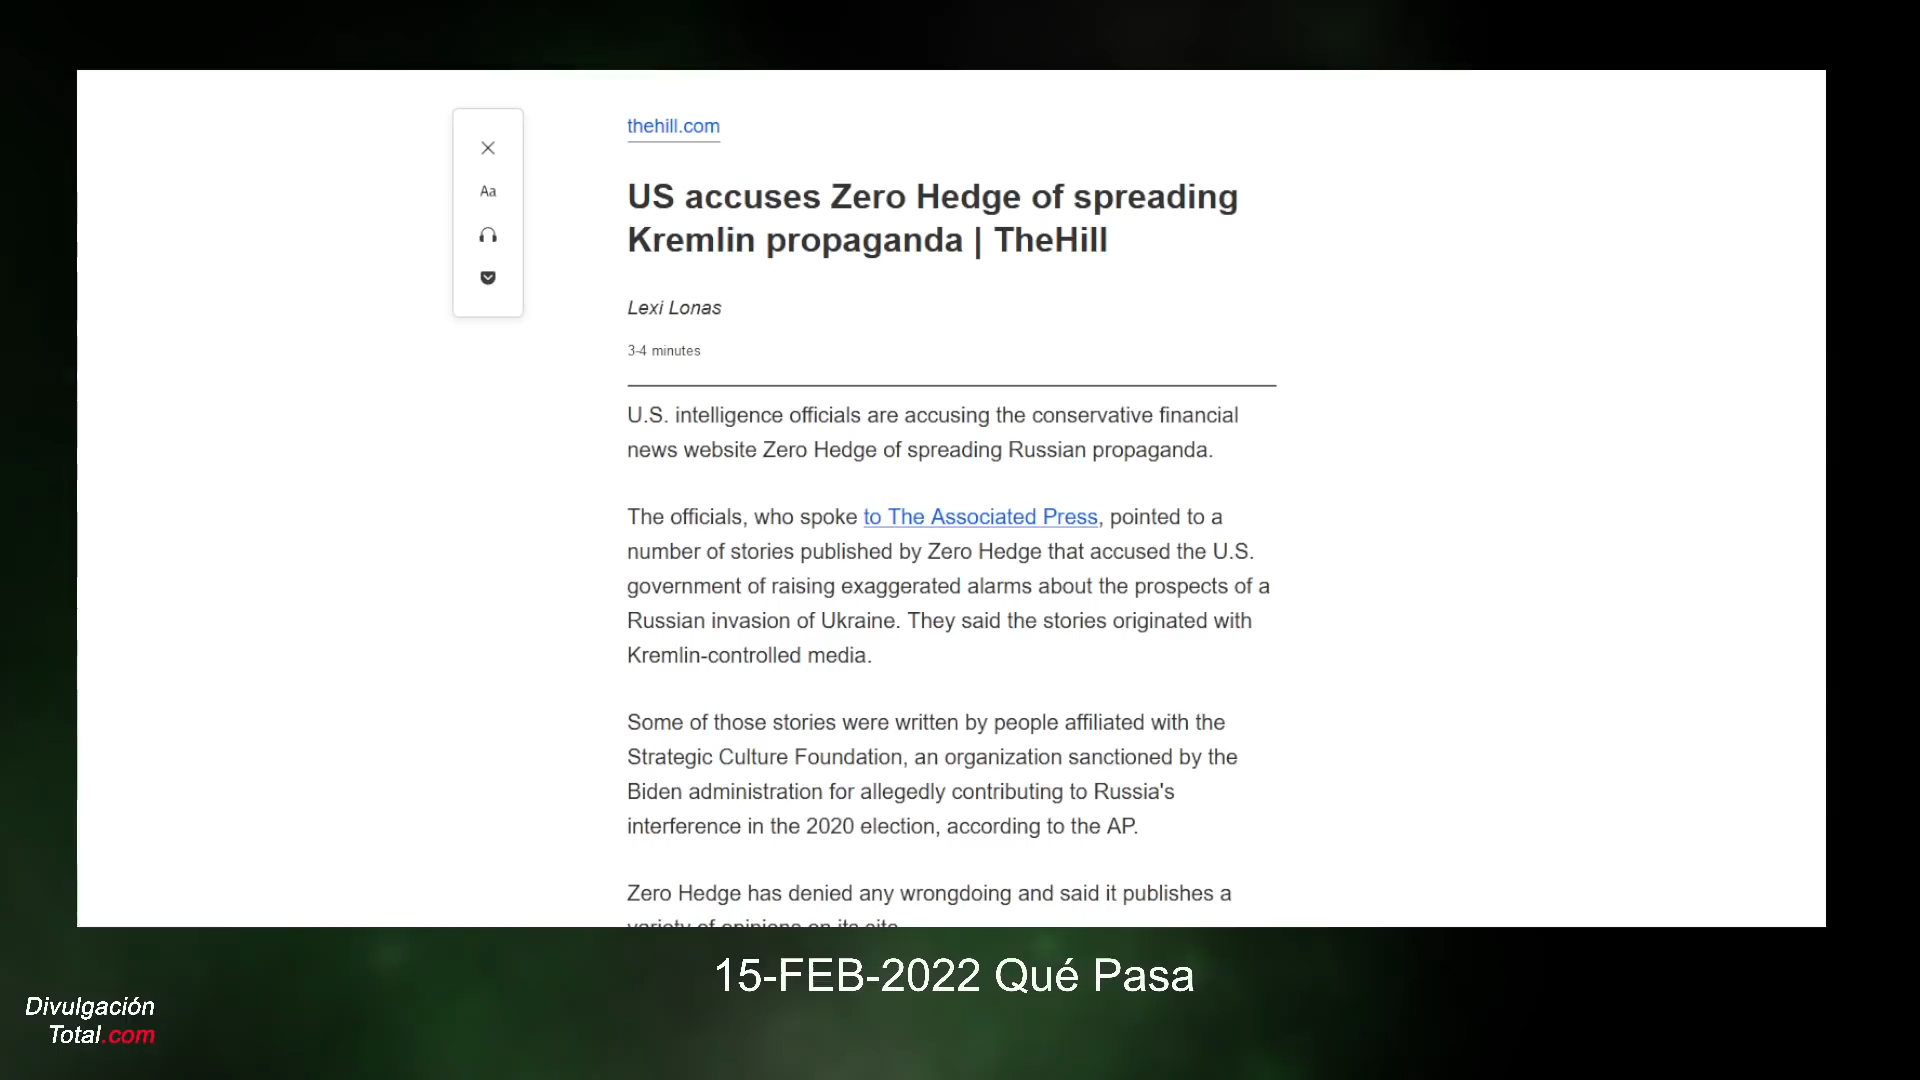 thehill.com
US accuses Zero Hedge of spreading
Kremlin propaganda | TheHill
Aa
Lexi Lonas
3-4 minutes
U.S. intelligence officials are accusing the conservative financial
news website Zero Hedge of spreading Russian propaganda.
The officials, who spoke to The Associated Press, pointed to a
number of stories published by Zero Hedge that accused the U.S.
government of raising exaggerated alarms about the prospects of a
Russian invasion of Ukraine. They said the stories originated with
Kremlin-controlled media.
Some of those stories were written by people affiliated with the
Strategic Culture Foundation, an organization sanctioned by the
Biden administration for allegedly contributing to Russia's
interference in the 2020 election, according to the AP.
Zero Hedge has denied any wrongdoing and said it publishes a
variety of opinions on its site
15-FEB-2022 Qué Pasa
Divulgación
Total.com